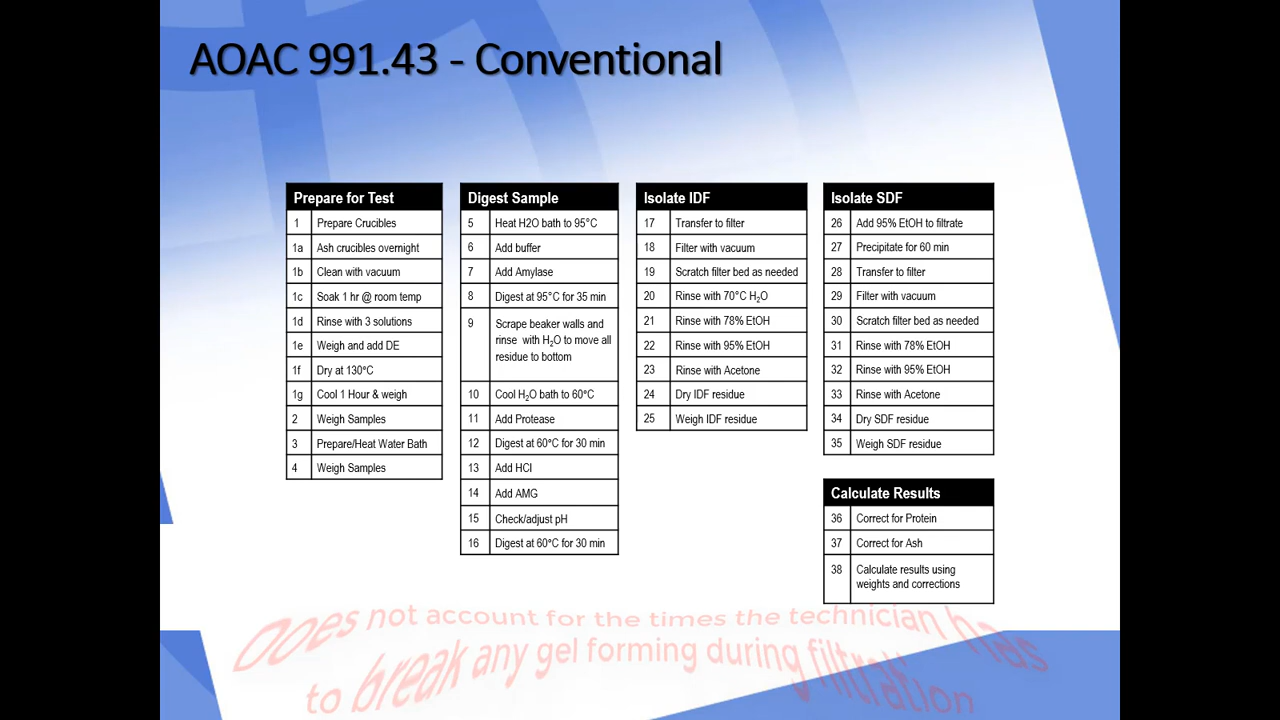 AOAC 991.43 - Conventional
Prepare for Test
1 Prepare Crucibles
1a Ash crucibles overnight
1b Clean with vacuum
1c Soak 1 hr @ room temp
1d Rinse with 3 solutions
1e Weigh and add DE
1f Dry at 130°C
1g Cool 1 Hour & weigh
2 Weigh Samples
3 Prepare/Heat Water Bath
4 Weigh Samples
Digest Sample
5 Heat H2O bath to 95°C
6 Add buffer
7 Add Amylase
8 Digest at 95°C for 35 min
9 Scrape beaker walls and
rinse with H₂O to move all
residue to bottom
10 Cool H₂O bath to 60°C
11 Add Protease
12 Digest at 60°C for 30 min
13 Add HCl
14 Add AMG
15 Check/adjust pH
16 Digest at 60°C for 30 min
Isolate IDF
17 Transfer to filter
18 Filter with vacuum
19 Scratch filter bed as needed
20 Rinse with 70°C H₂O
21 Rinse with 78% EtOH
22 Rinse with 95% EtOH
23 Rinse with Acetone
24 Dry IDF residue
25 Weigh IDF residue
Isolate SDF
26 Add 95% EtOH to filtrate
27 Precipitate for 60 min
28 Transfer to filter
29 Filter with vacuum
30 Scratch filter bed as needed
31 Rinse with 78% EtOH
32 Rinse with 95% EtOH
33 Rinse with Acetone
34 Dry SDF residue
35 Weigh SDF residue
Calculate Results
36 Correct for Protein
37 Correct for Ash
38 Calculate results using
weights and corrections
Does not account for the times the technician has
to break any gel forming during filtration